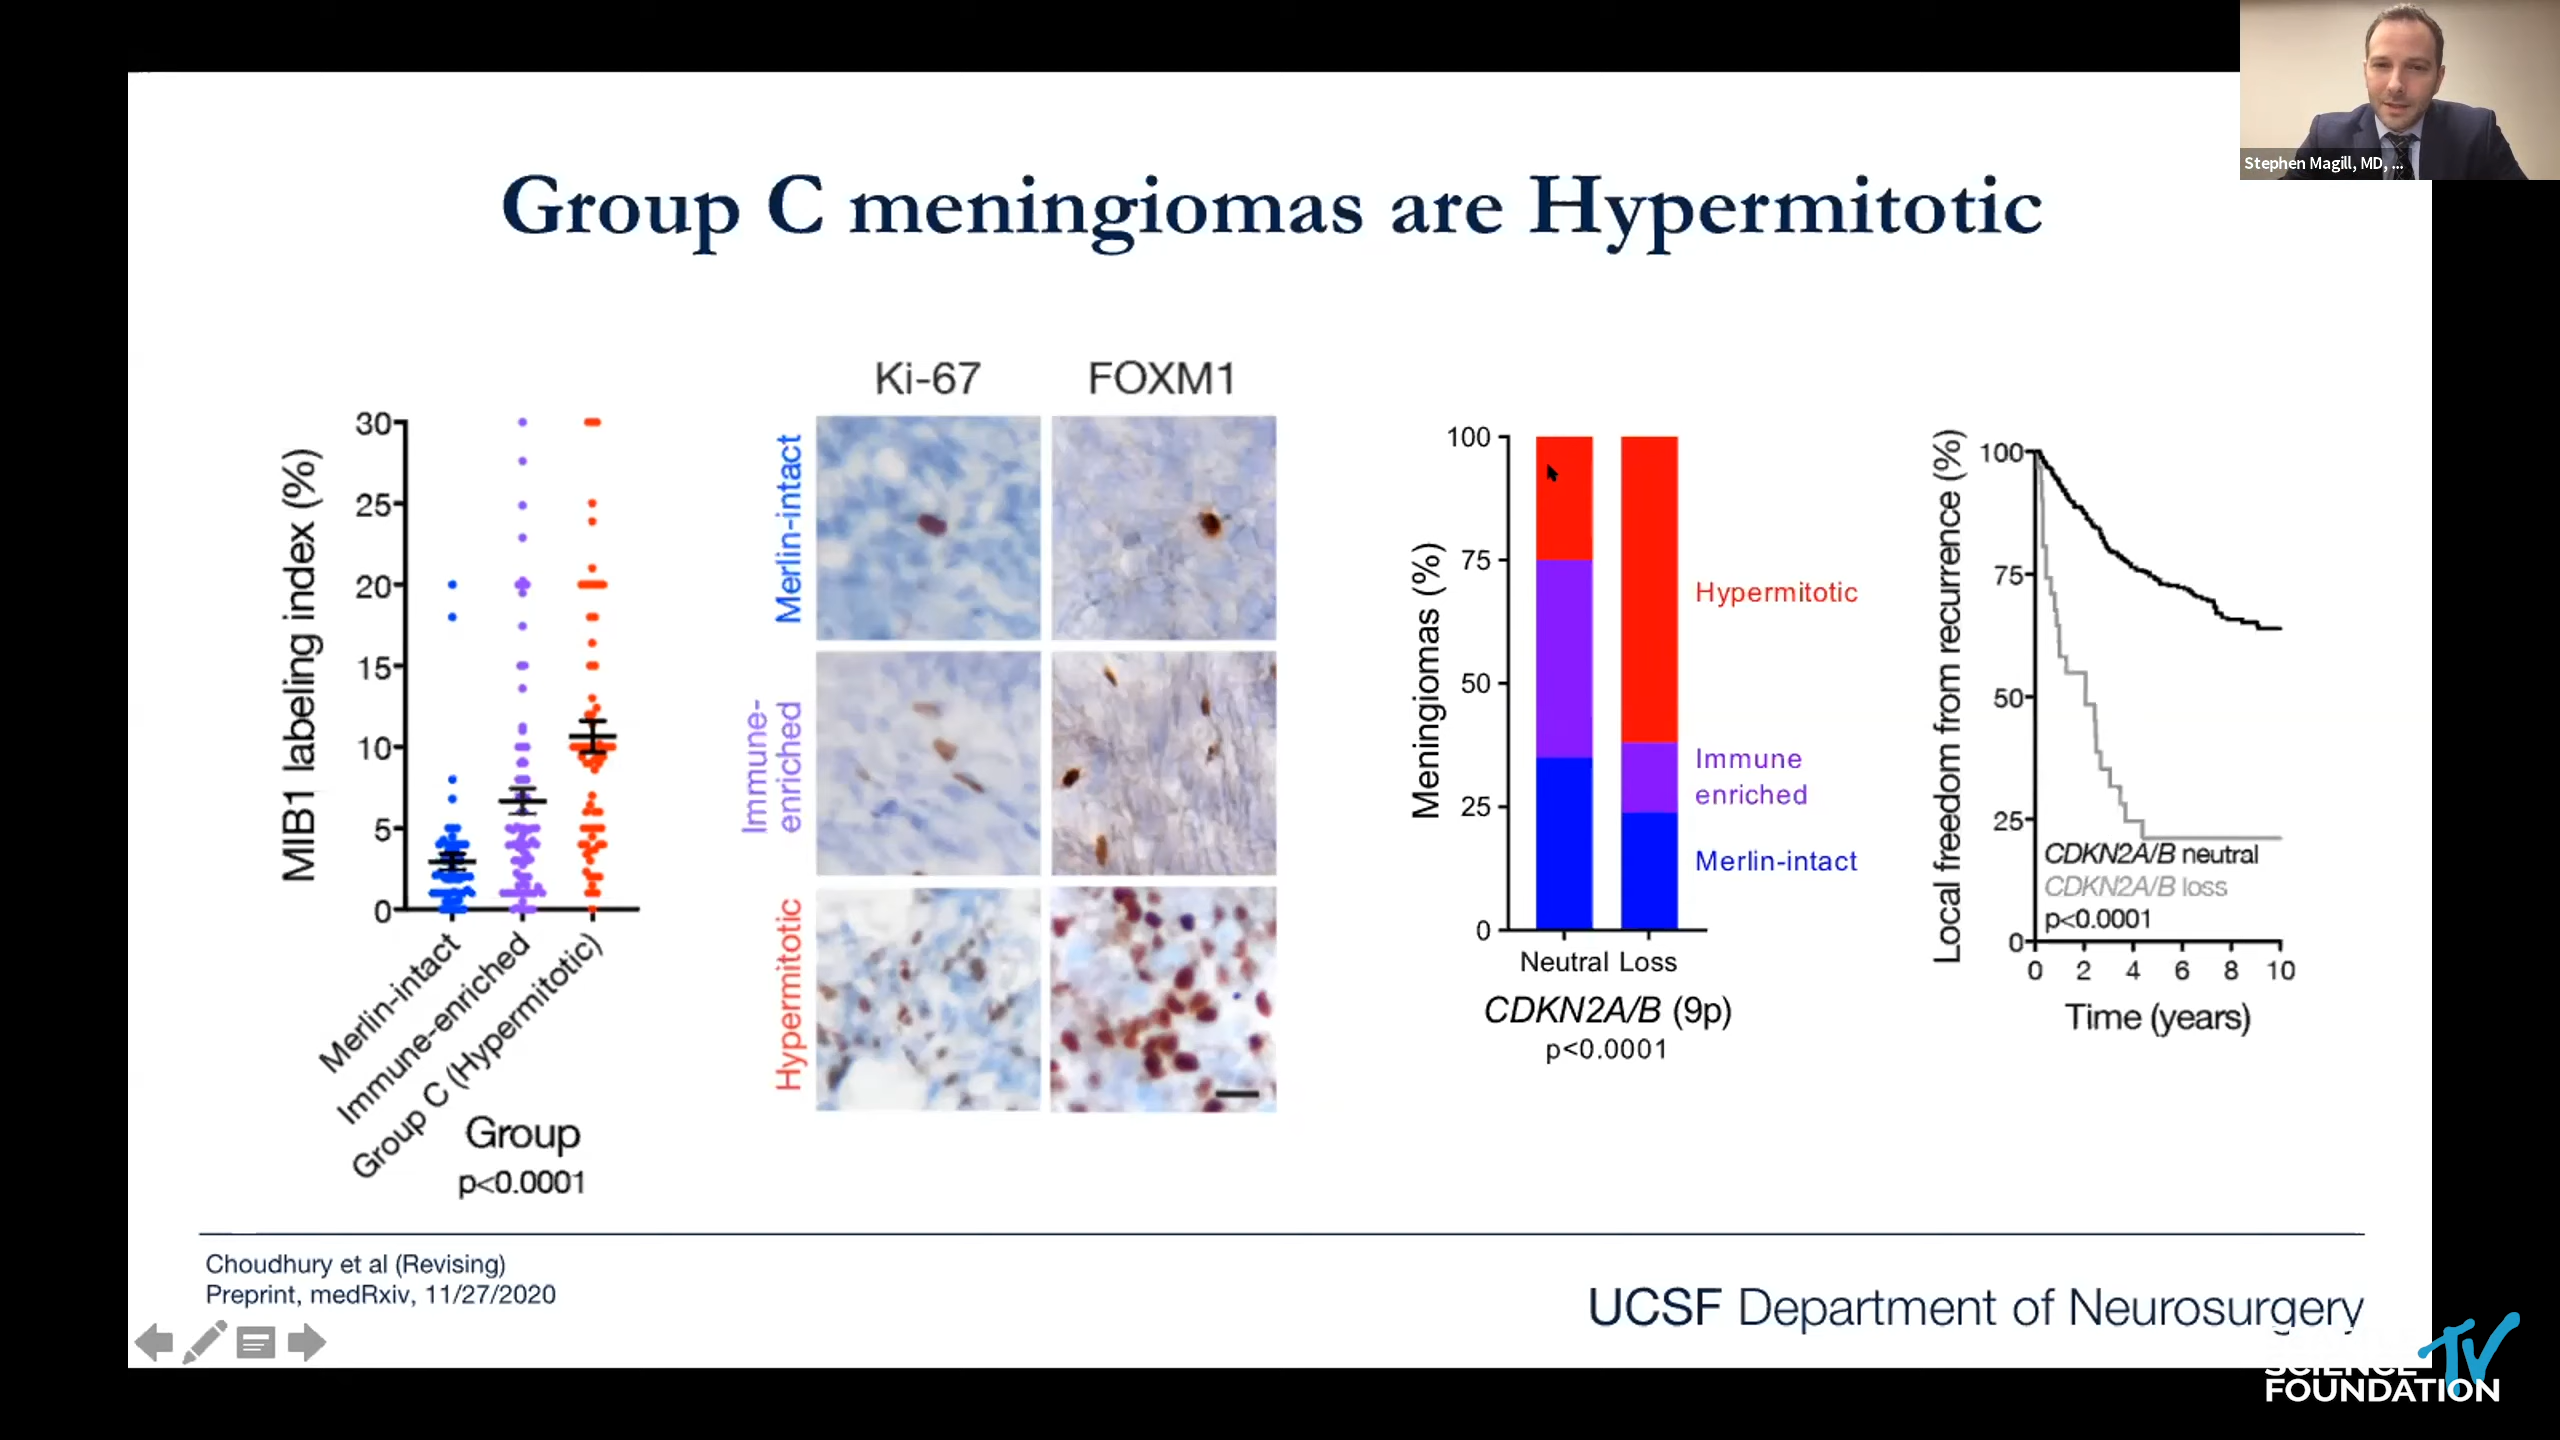 Stephen Magill, MD, ...
Group C meningiomas are Hypermitotic
MIB1 labeling index (%)
30
25
20
15
10
5
0
Merlin-intact
Immune-enriched
Group C (Hypermitotic)
Group
p<0.0001
Ki-67
FOXM1
Merlin-intact
Immune-
enriched
Hypermitotic
Meningiomas (%)
100
75
50
25
0
Hypermitotic
Immune
enriched
Merlin-intact
Neutral Loss
CDKN2A/B (9p)
p<0.0001
Local freedom from recurrence (%)
100
75
50
25
0
CDKN2A/B neutral
CDKN2A/B loss
p<0.0001
0 2 4 6 8 10
Time (years)
Choudhury et al (Revising)
Preprint, medRxiv, 11/27/2020
UCSF Department of Neurosurgery
SCIENCE TV
FOUNDATION